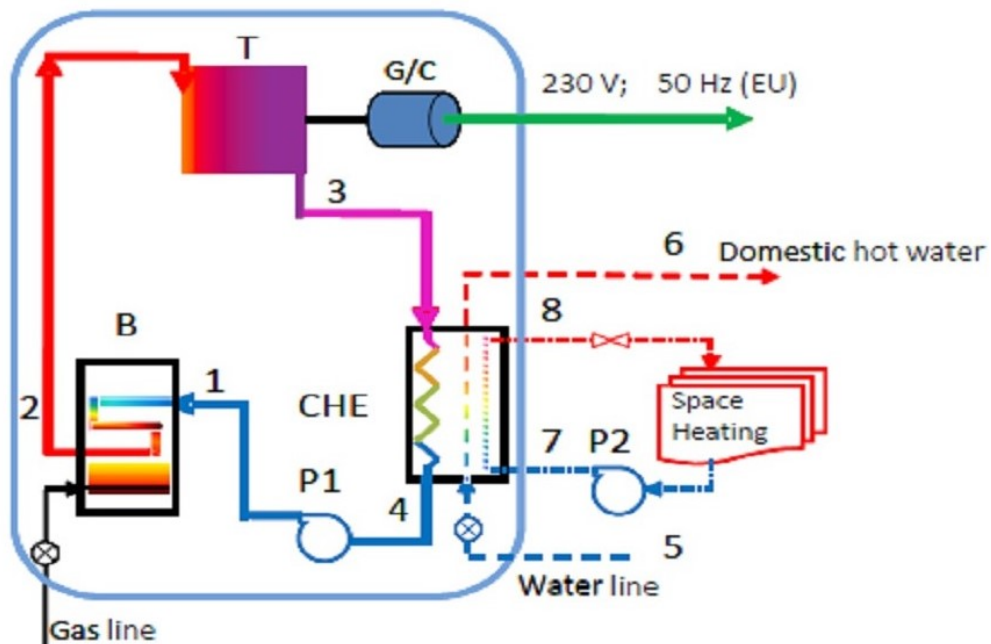 T
G/C
230 V; 50 Hz (EU)
3
6
Domestic hot water
8
B
1
CHE
Space
Heating
2
7
P2
P1
4
5
Water line
Gas line